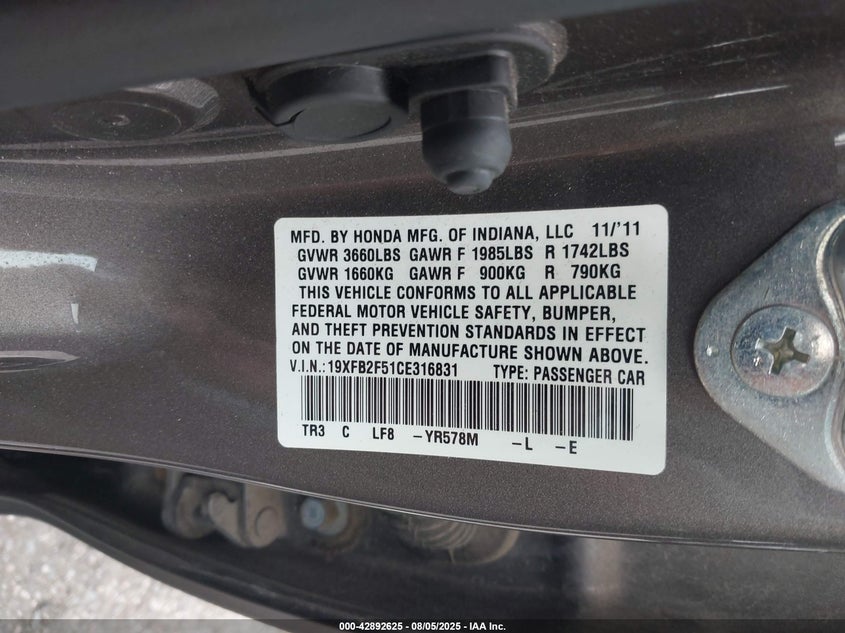 MFD. BY HONDA MFG. OF INDIANA, LLC 11/'11
GVWR 3660LBS GAWR F 1985LBS R 1742LBS
GVWR 1660KG GAWR F 900KG R 790KG
THIS VEHICLE CONFORMS TO ALL APPLICABLE
FEDERAL MOTOR VEHICLE SAFETY, BUMPER,
AND THEFT PREVENTION STANDARDS IN EFFECT
ON THE DATE OF MANUFACTURE SHOWN ABOVE.
V.I.N.:19XFB2F51CE316831 TYPE: PASSENGER CAR
TR3 C LF8 -YR578M -L -E
000-42892625 - 08/05/2025 - IAA Inc.